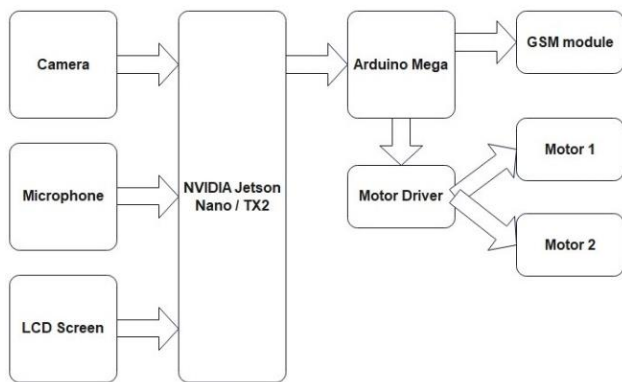 Camera
Microphone
LCD Screen
NVIDIA Jetson
Nano / TX2
Arduino Mega
Motor Driver
GSM module
Motor 1
Motor 2